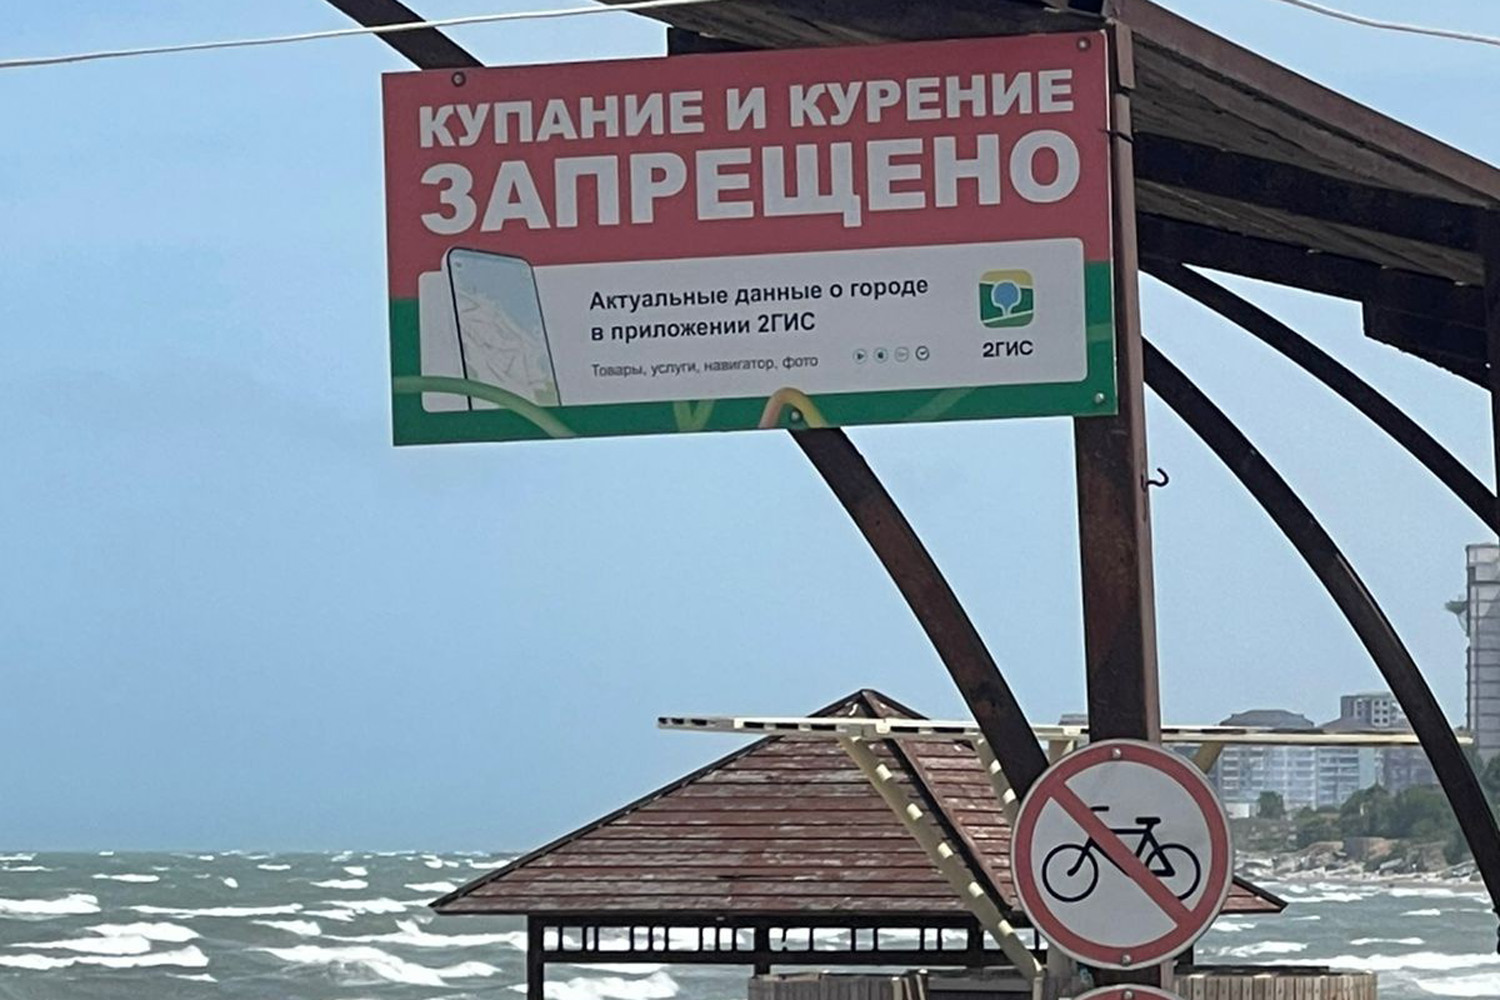 КУПАНИЕ И КУРЕНИЕ
ЗАПРЕЩЕНО
Актуальные данные о городе
в приложении 2ГИС
Товары, услуги, навигатор, фото
2ГИС